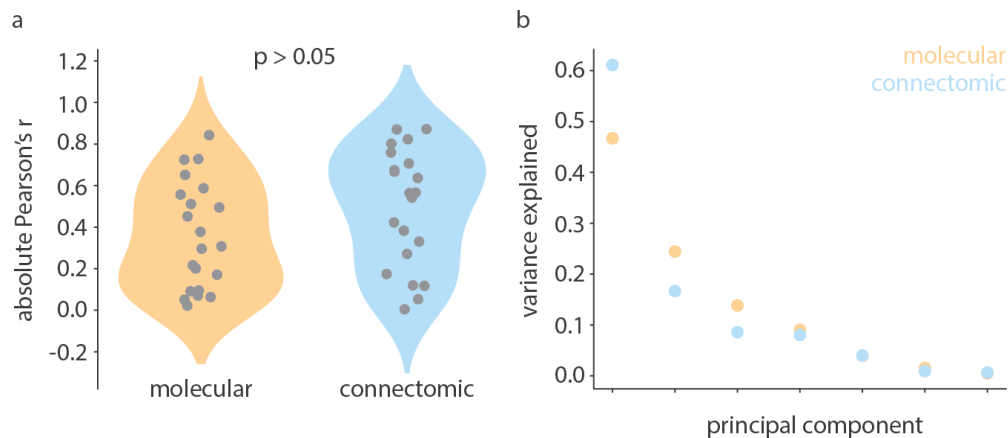 a
absolute Pearson's r
1.2
1.0
0.8
0.6
0.4
0.2
0.0
-0.2
p > 0.05
molecular
connectomic
b
variance explained
0.6
0.5
0.4
0.3
0.2
0.1
0.0
molecular
connectomic
principal component